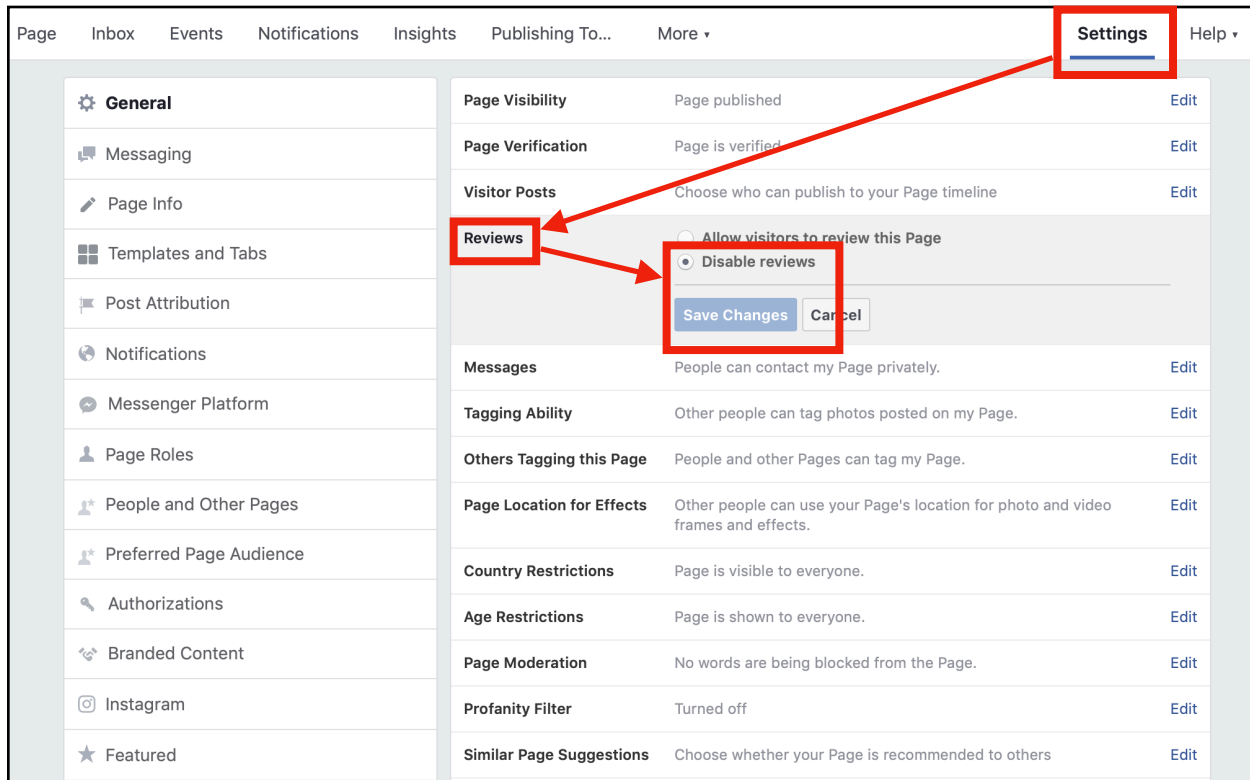 Page Inbox Events Notifications Insights Publishing To... More ▾ Settings Help ▾
General
Messaging
Page Info
Templates and Tabs
Post Attribution
Notifications
Messenger Platform
Page Roles
People and Other Pages
Preferred Page Audience
Authorizations
Branded Content
Instagram
Featured
Page Visibility Page published Edit
Page Verification Page is verified Edit
Visitor Posts Choose who can publish to your Page timeline Edit
Reviews Allow visitors to review this Page
Disable reviews
Save Changes Cancel
Messages People can contact my Page privately. Edit
Tagging Ability Other people can tag photos posted on my Page. Edit
Others Tagging this Page People and other Pages can tag my Page. Edit
Page Location for Effects Other people can use your Page's location for photo and video Edit
frames and effects.
Country Restrictions Page is visible to everyone. Edit
Age Restrictions Page is shown to everyone. Edit
Page Moderation No words are being blocked from the Page. Edit
Profanity Filter Turned off Edit
Similar Page Suggestions Choose whether your Page is recommended to others Edit